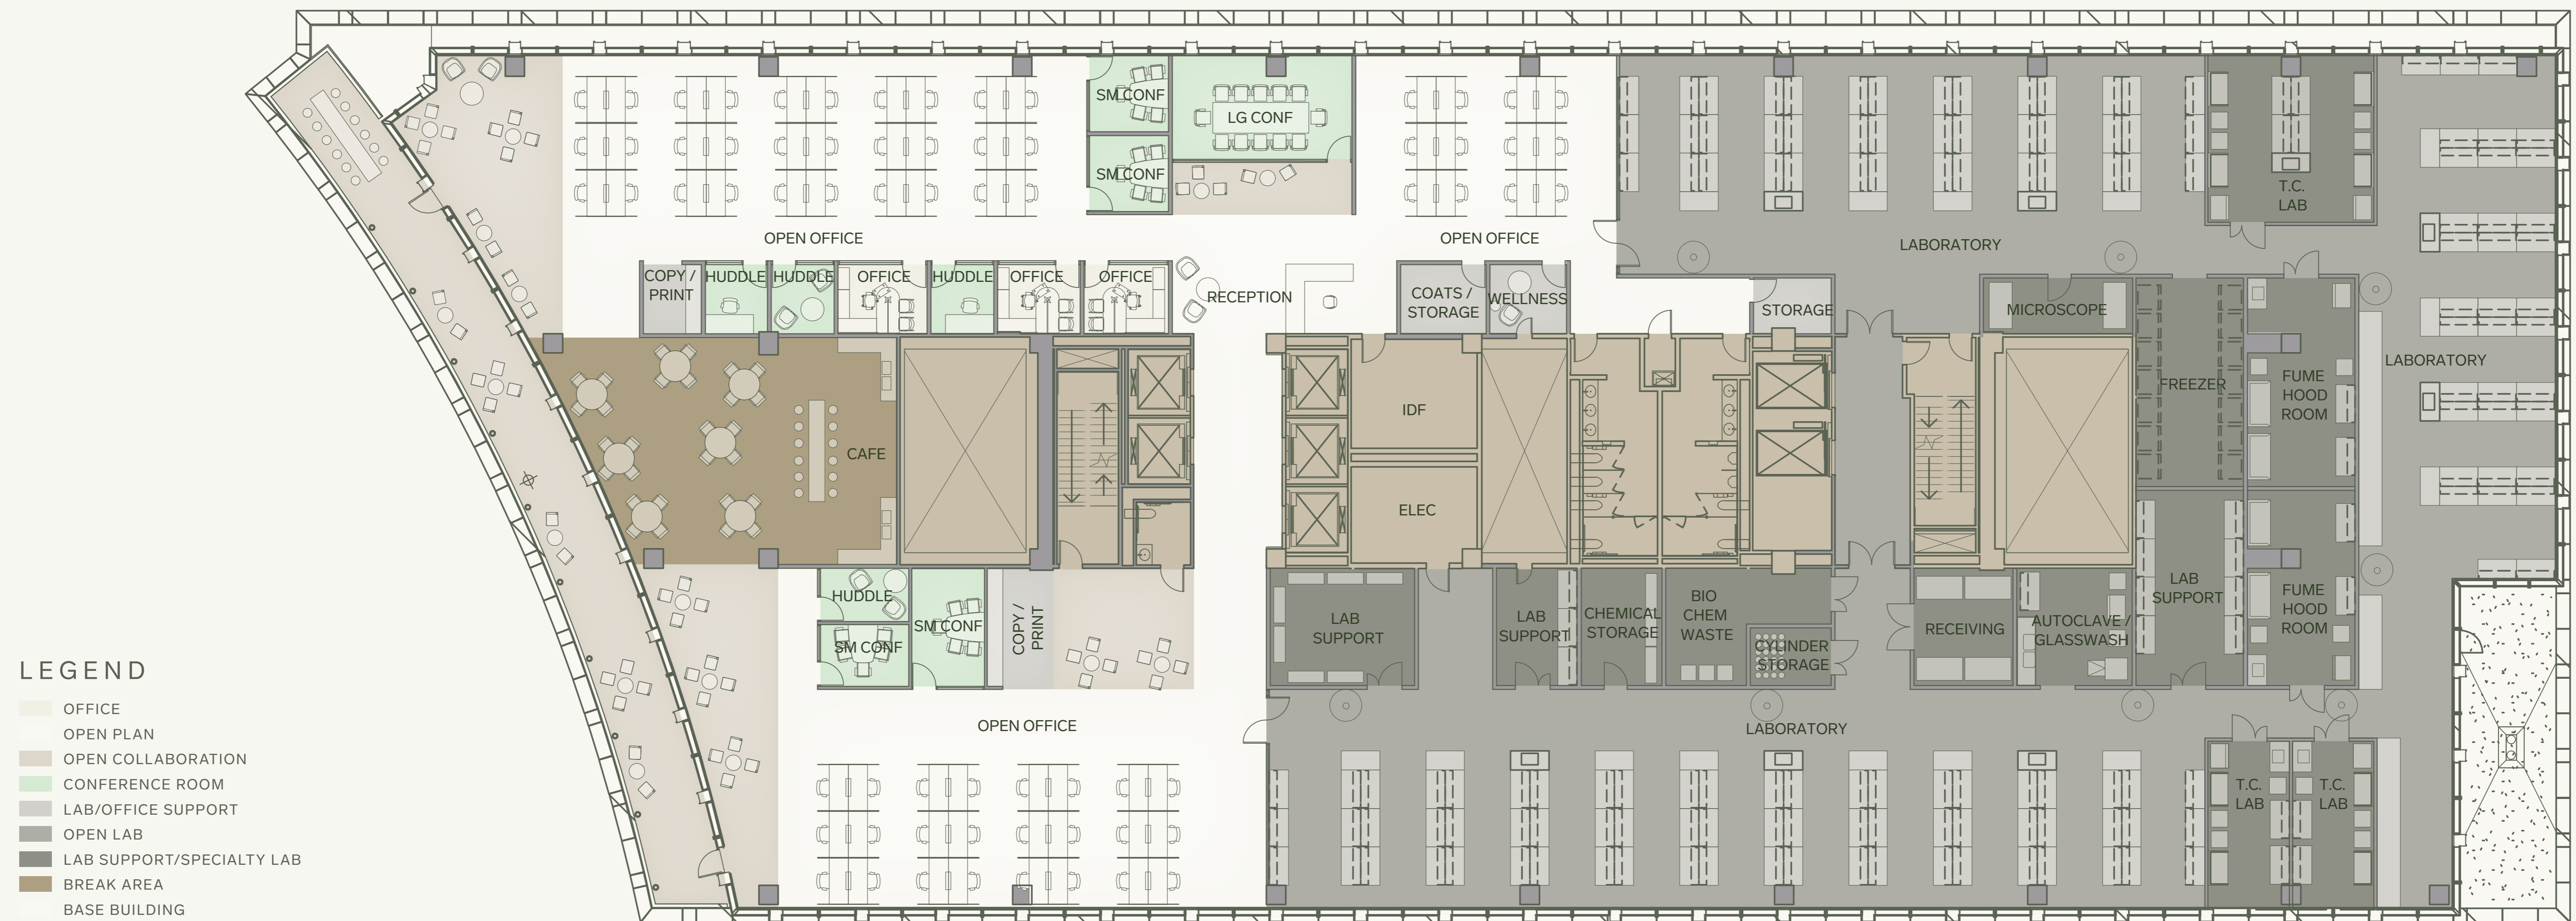 SM CONF
LG CONF
SM CONF
T.C.
LAB
OPEN OFFICE
OPEN OFFICE
LABORATORY
COPY /
PRINT
HUDDLE
HUDDLE
OFFICE
HUDDLE
OFFICE
OFFICE
RECEPTION
COATS /
STORAGE
WELLNESS
STORAGE
MICROSCOPE
LABORATORY
FREEZER
FUME
HOOD
ROOM
IDF
CAFE
ELEC
HUDDLE
SM CONF
SM CONF
COPY /
PRINT
LAB
SUPPORT
LAB
SUPPORT
CHEMICAL
STORAGE
BIO
CHEM
WASTE
CYLINDER
STORAGE
RECEIVING
AUTOCLAVE /
GLASSWASH
LAB
SUPPORT
FUME
HOOD
ROOM
OPEN OFFICE
LABORATORY
T.C.
LAB
T.C.
LAB
LEGEND
OFFICE
OPEN PLAN
OPEN COLLABORATION
CONFERENCE ROOM
LAB/OFFICE SUPPORT
OPEN LAB
LAB SUPPORT/SPECIALTY LAB
BREAK AREA
BASE BUILDING